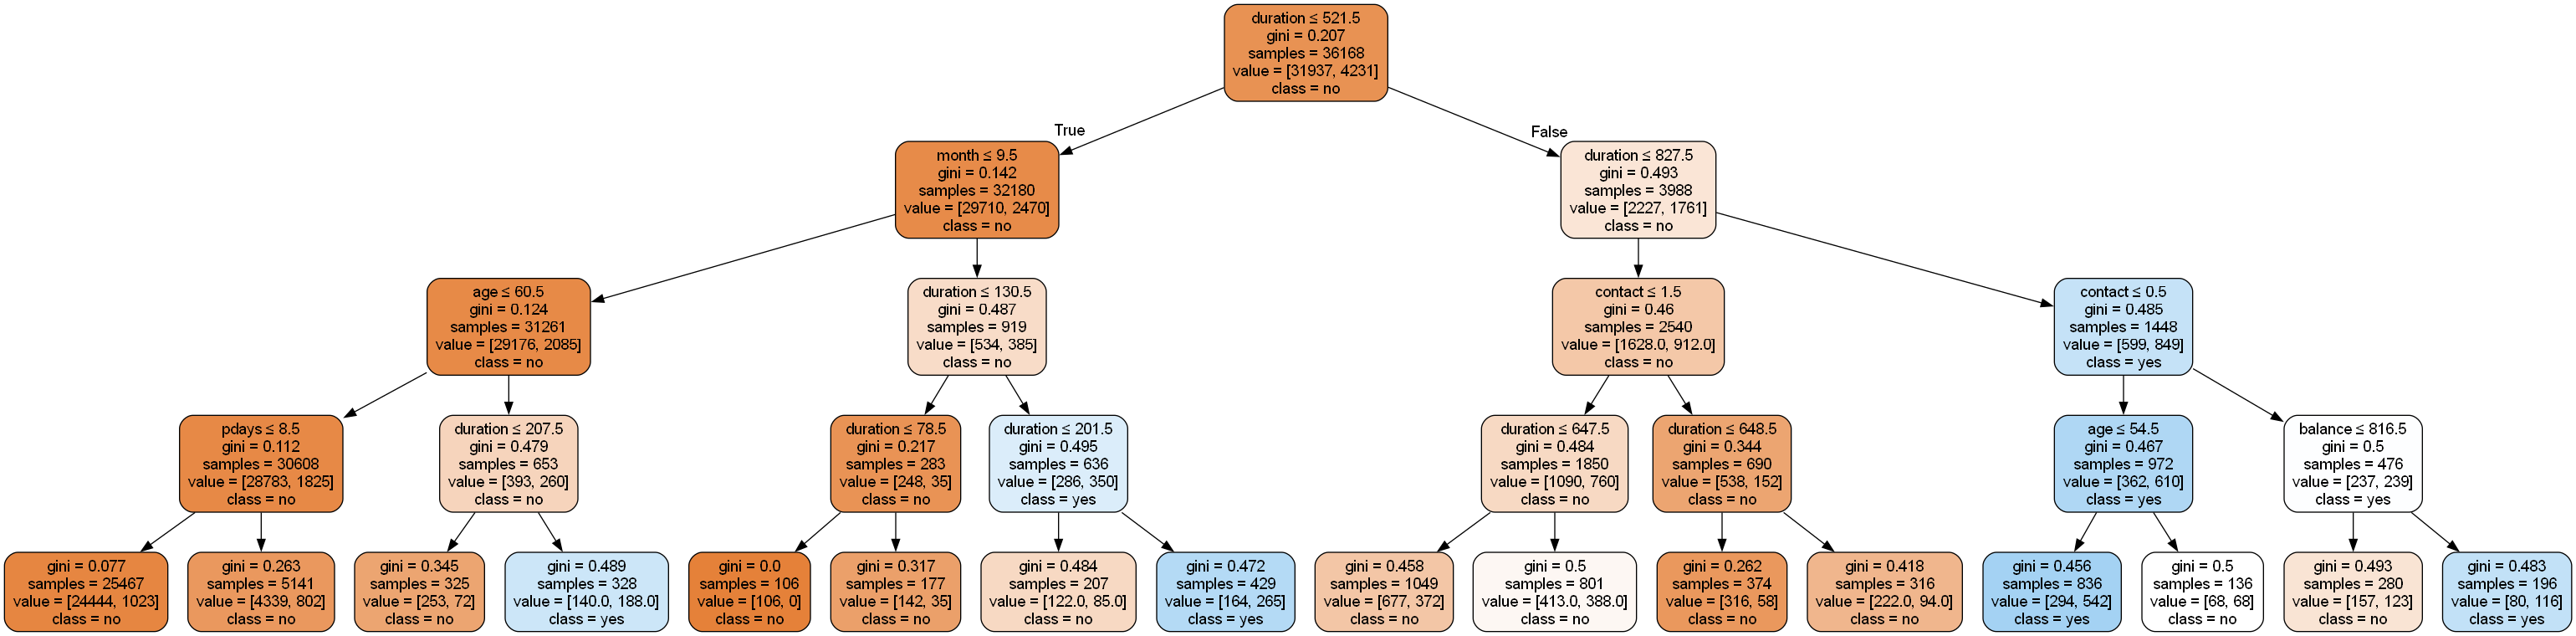 duration ≤ 521.5
gini = 0.207
samples = 36168
value = [31937, 4231]
class = no
True
False
month ≤ 9.5
gini = 0.142
samples = 32180
value = [29710, 2470]
class = no
duration ≤ 827.5
gini = 0.493
samples = 3988
value = [2227, 1761]
class = no
age ≤ 60.5
gini = 0.124
samples = 31261
value = [29176, 2085]
class = no
duration ≤ 130.5
gini = 0.487
samples = 919
value = [534, 385]
class = no
contact ≤ 1.5
gini = 0.46
samples = 2540
value = [1628.0, 912.0]
class = no
contact ≤ 0.5
gini = 0.485
samples = 1448
value = [599, 849]
class = yes
pdays ≤ 8.5
gini = 0.112
samples = 30608
value = [28783, 1825]
class = no
duration ≤ 207.5
gini = 0.479
samples = 653
value = [393, 260]
class = no
duration ≤ 78.5
gini = 0.217
samples = 283
value = [248, 35]
class = no
duration ≤ 201.5
gini = 0.495
samples = 636
value = [286, 350]
class = yes
duration ≤ 647.5
gini = 0.484
samples = 1850
value = [1090, 760]
class = no
duration ≤ 648.5
gini = 0.344
samples = 690
value = [538, 152]
class = no
age ≤ 54.5
gini = 0.467
samples = 972
value = [362, 610]
class = yes
balance ≤ 816.5
gini = 0.5
samples = 476
value = [237, 239]
class = yes
gini = 0.077
samples = 25467
value = [24444, 1023]
class = no
gini = 0.263
samples = 5141
value = [4339, 802]
class = no
gini = 0.345
samples = 325
value = [253, 72]
class = no
gini = 0.489
samples = 328
value = [140.0, 188.0]
class = yes
gini = 0.0
samples = 106
value = [106, 0]
class = no
gini = 0.317
samples = 177
value = [142, 35]
class = no
gini = 0.484
samples = 207
value = [122.0, 85.0]
class = no
gini = 0.472
samples = 429
value = [164, 265]
class = yes
gini = 0.458
samples = 1049
value = [677, 372]
class = no
gini = 0.5
samples = 801
value = [413.0, 388.0]
class = no
gini = 0.262
samples = 374
value = [316, 58]
class = no
gini = 0.418
samples = 316
value = [222.0, 94.0]
class = no
gini = 0.456
samples = 836
value = [294, 542]
class = yes
gini = 0.5
samples = 136
value = [68, 68]
class = no
gini = 0.493
samples = 280
value = [157, 123]
class = no
gini = 0.483
samples = 196
value = [80, 116]
class = yes